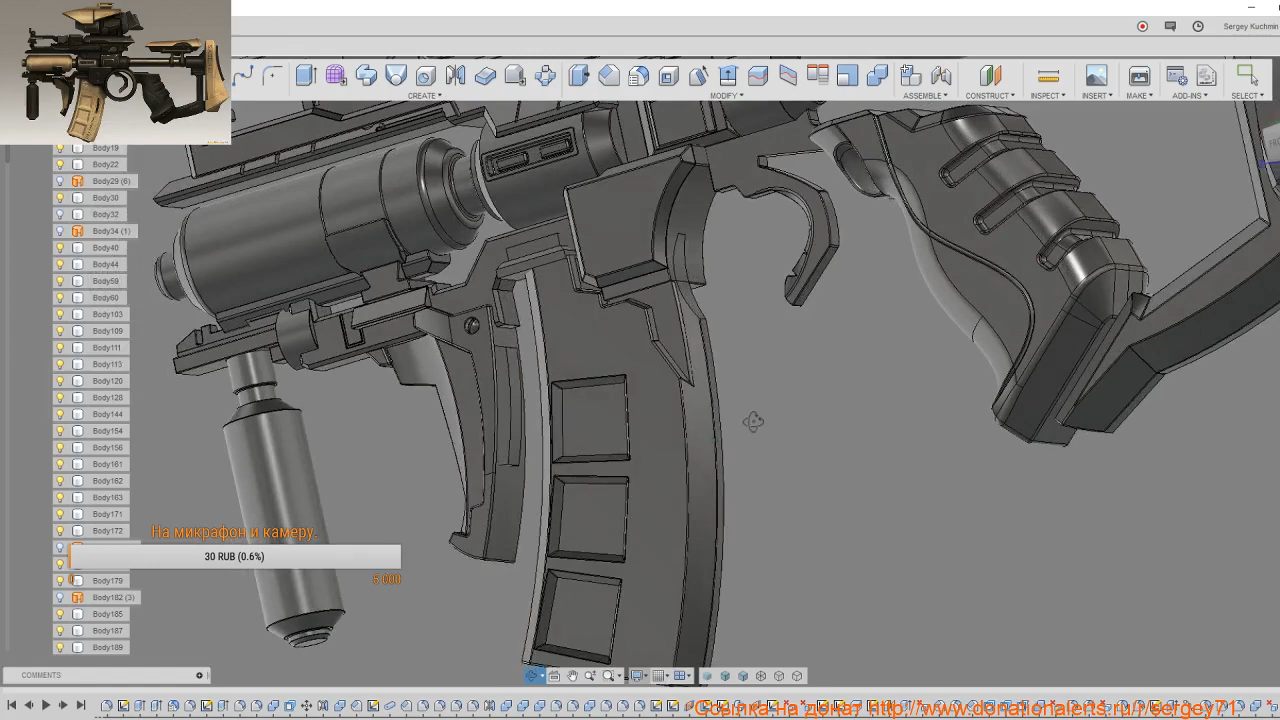 Sergey Kuchmin
CREATE▾ MODIFY▾ ASSEMBLE▾ CONSTRUCT▾ INSPECT▾ INSERT▾ MAKE▾ ADD-INS▾ SELECT▾
Body19
Body22
Body29 (6)
Body30
Body32
Body34 (1)
Body40
Body44
Body59
Body60
Body103
Body109
Body111
Body113
Body120
Body128
Body144
Body154
Body156
Body161
Body162
Body163
Body171
Body172
На микрафон и камеру.
30 RUB (0.6%)
0
5 000
Body179
Body182 (3)
Body185
Body187
Body189
COMMENTS
Ссылка на донат http://www.donationalerts.ru/r/sergey71.